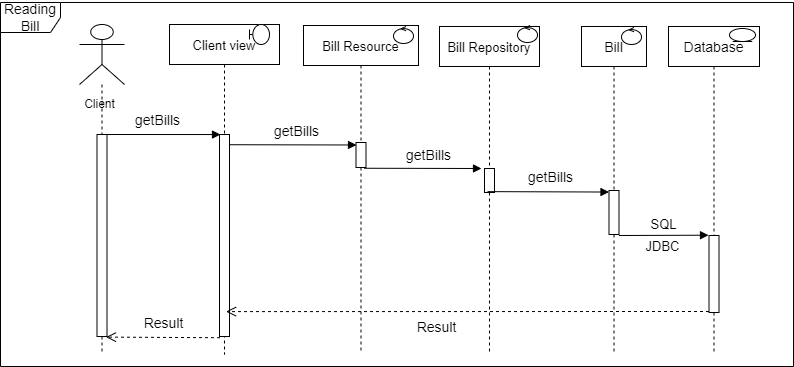 Reading
Bill
Client view
Bill Resource
Bill Repository
Bill
Database
Client
getBills
getBills
getBills
getBills
SQL
JDBC
Result
Result